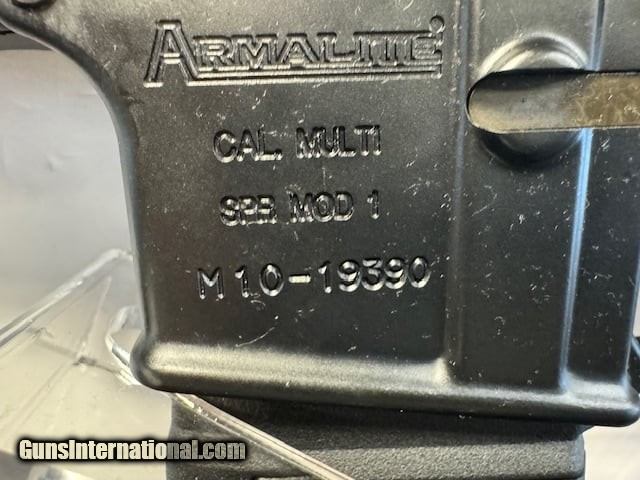 ARMALITE
CAL. MULTI
SPR MOD 1
M10-19390
GunsInternational.com